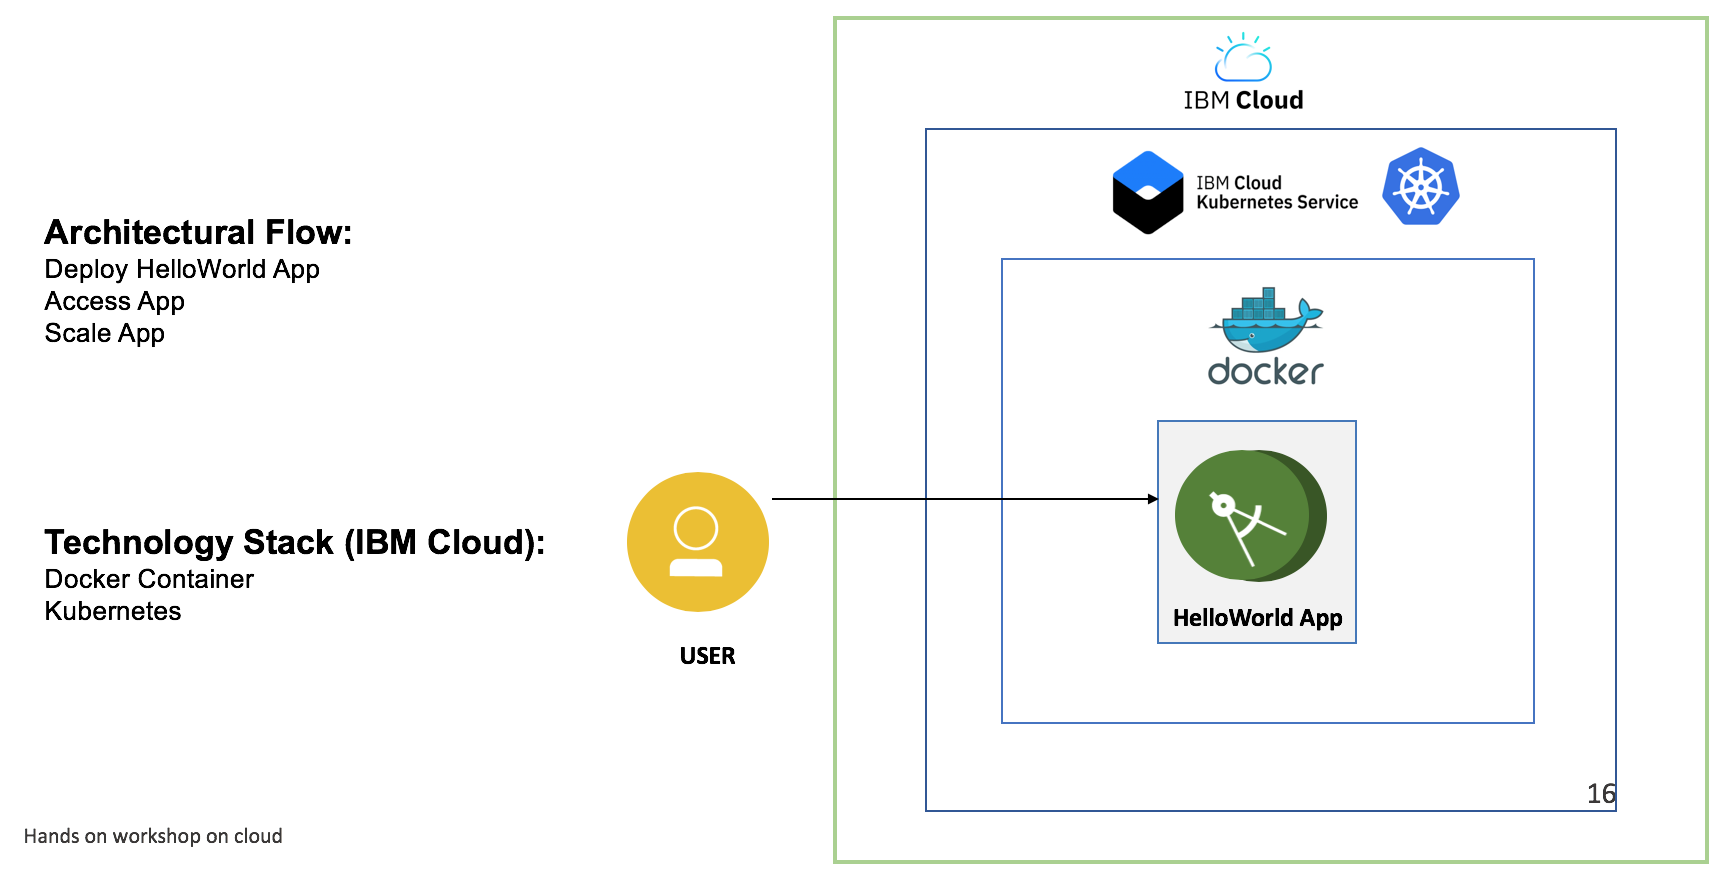 IBM Cloud
IBM Cloud
Kubernetes Service
docker
Architectural Flow:
Deploy HelloWorld App
Access App
Scale App
Technology Stack (IBM Cloud):
Docker Container
Kubernetes
USER
HelloWorld App
16
Hands on workshop on cloud